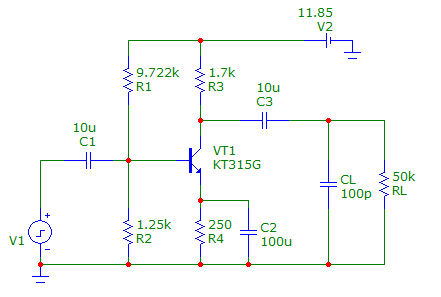 11.85
V2
9.722k
R1
1.7k
R3
10u
C3
10u
C1
VT1
KT315G
CL
100p
50k
RL
V1
+
-
1.25k
R2
250
R4
C2
100u